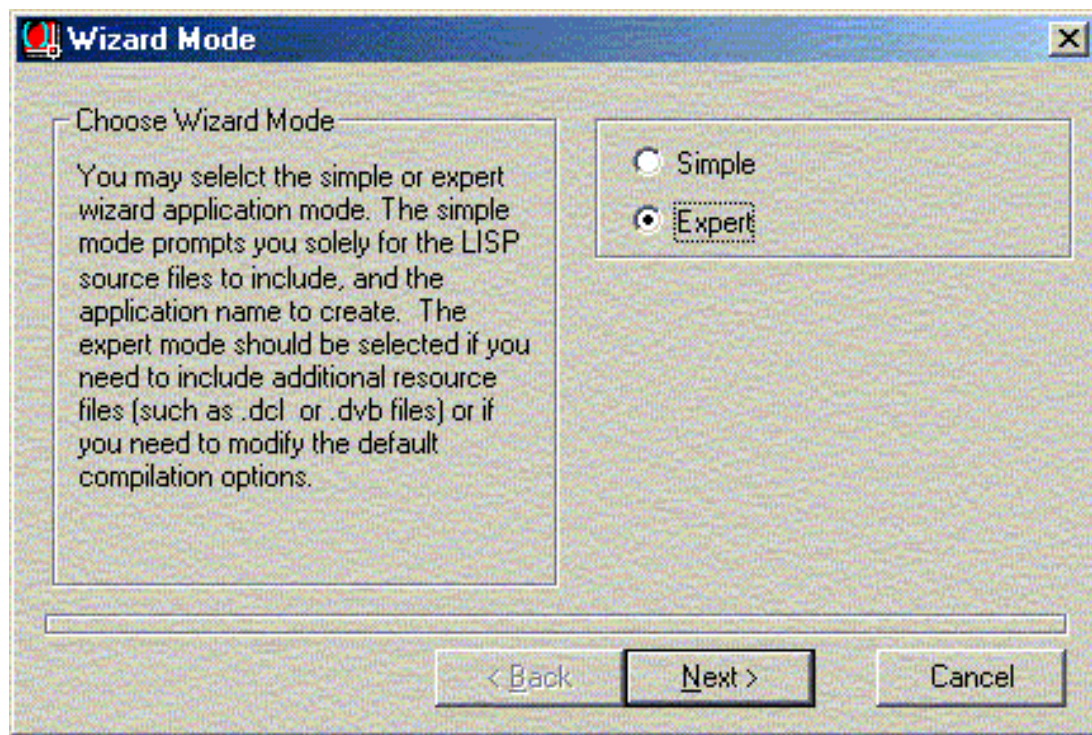 Wizard Mode
Choose Wizard Mode
You may selelct the simple or expert
wizard application mode. The simple
mode prompts you solely for the LISP
source files to include, and the
application name to create. The
expert mode should be selected if you
need to include additional resource
files (such as .dcl or .dvb files) or if
you need to modify the default
compilation options.
Simple
Expert
< Back
Next >
Cancel